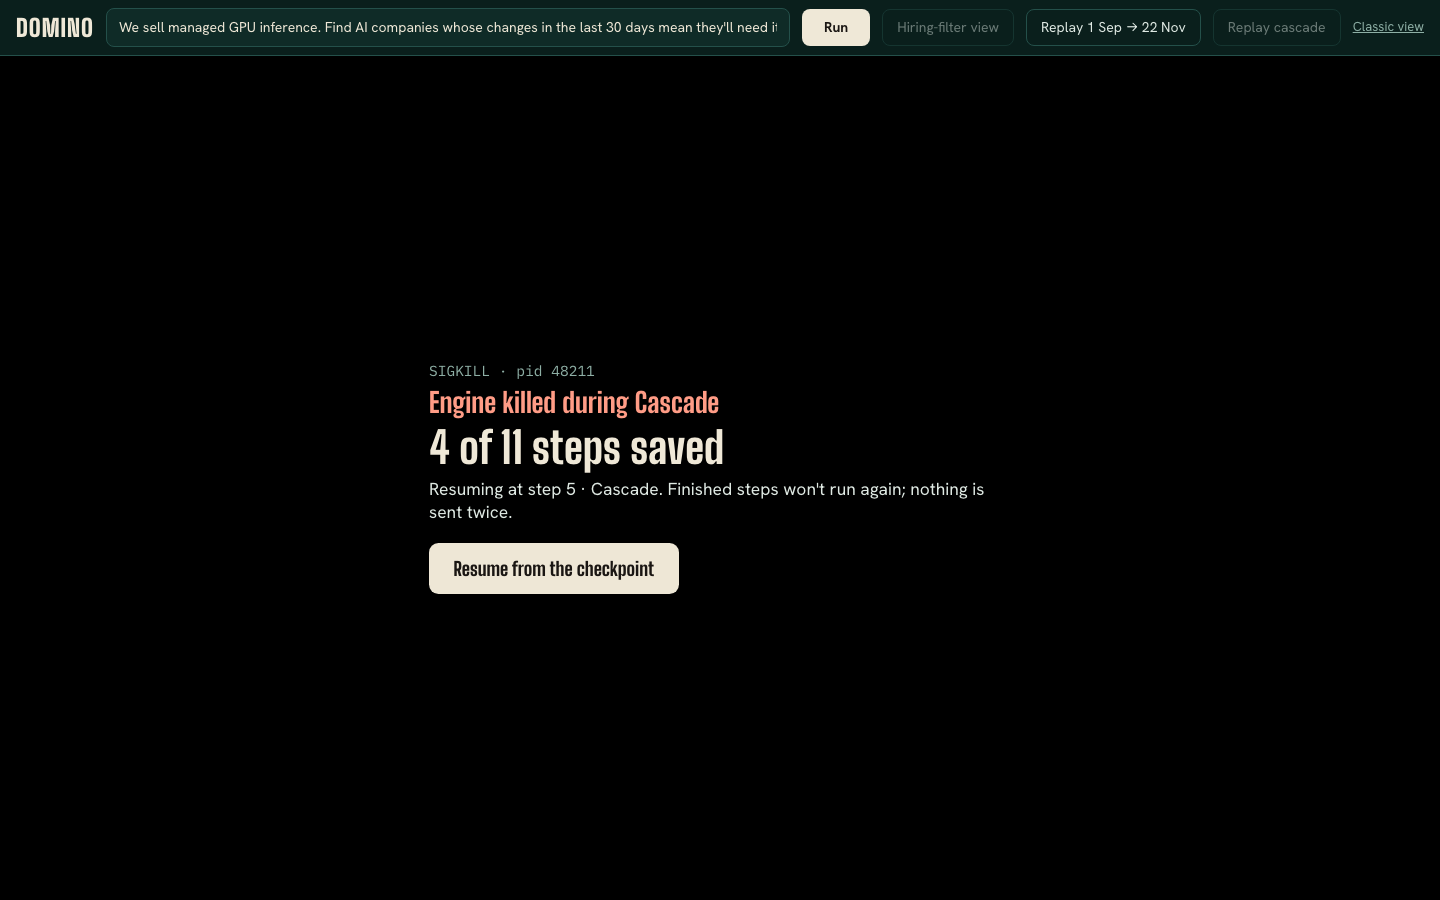 DOMINO
We sell managed GPU inference. Find AI companies whose changes in the last 30 days mean they'll need it
Run
Hiring-filter view
Replay 1 Sep → 22 Nov
Replay cascade
Classic view
SIGKILL · pid 48211
Engine killed during Cascade
4 of 11 steps saved
Resuming at step 5 · Cascade. Finished steps won't run again; nothing is
sent twice.
Resume from the checkpoint